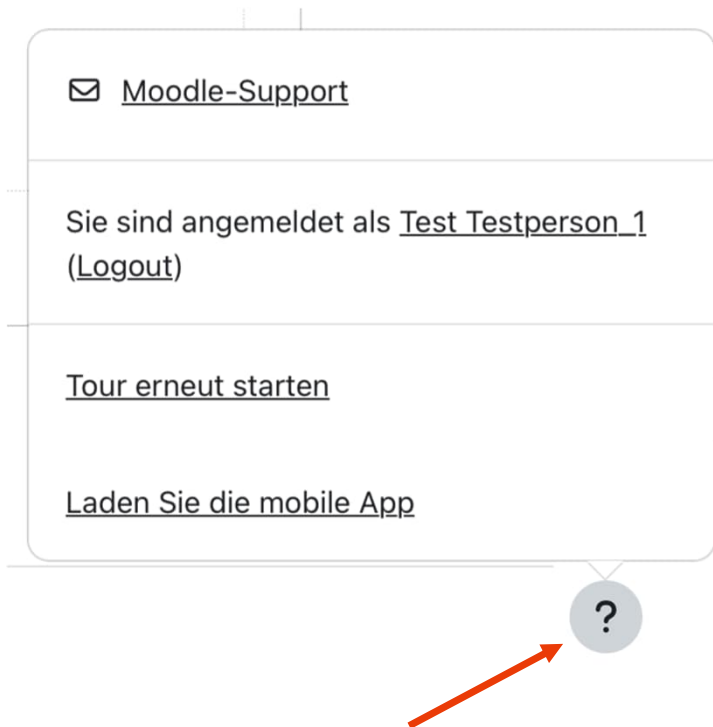 Moodle-Support
Sie sind angemeldet als Test Testperson_1
(Logout)
Tour erneut starten
Laden Sie die mobile App
?